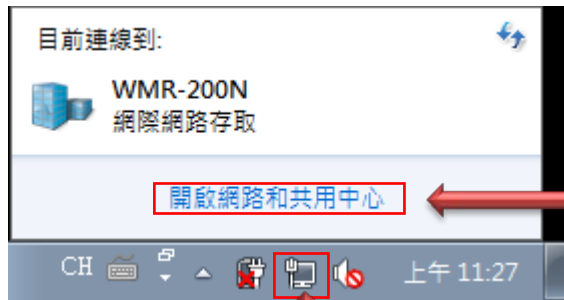 目前連線到:
WMR-200N
網際網路存取
開啟網路和共用中心
CH
上午 11:27